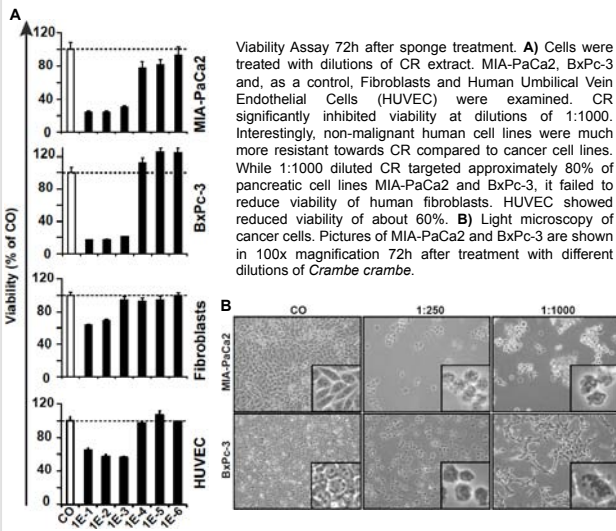 A
Viability (% of CO)
120
80
40
0
MIA-PaCa2
120
80
40
0
BxPc-3
120
80
40
0
Fibroblasts
120
80
40
0
HUVEC
CO 1E-1 1E-2 1E-3 1E-4 1E-5 1E-6
Viability Assay 72h after sponge treatment. A) Cells were
treated with dilutions of CR extract. MIA-PaCa2, BxPc-3
and, as a control, Fibroblasts and Human Umbilical Vein
Endothelial Cells (HUVEC) were examined. CR
significantly inhibited viability at dilutions of 1:1000.
Interestingly, non-malignant human cell lines were much
more resistant towards CR compared to cancer cell lines.
While 1:1000 diluted CR targeted approximately 80% of
pancreatic cell lines MIA-PaCa2 and BxPc-3, it failed to
reduce viability of human fibroblasts. HUVEC showed
reduced viability of about 60%. B) Light microscopy of
cancer cells. Pictures of MIA-PaCa2 and BxPc-3 are shown
in 100x magnification 72h after treatment with different
dilutions of Crambe crambe.
B
CO 1:250 1:1000
MIA-PaCa2
BxPc-3